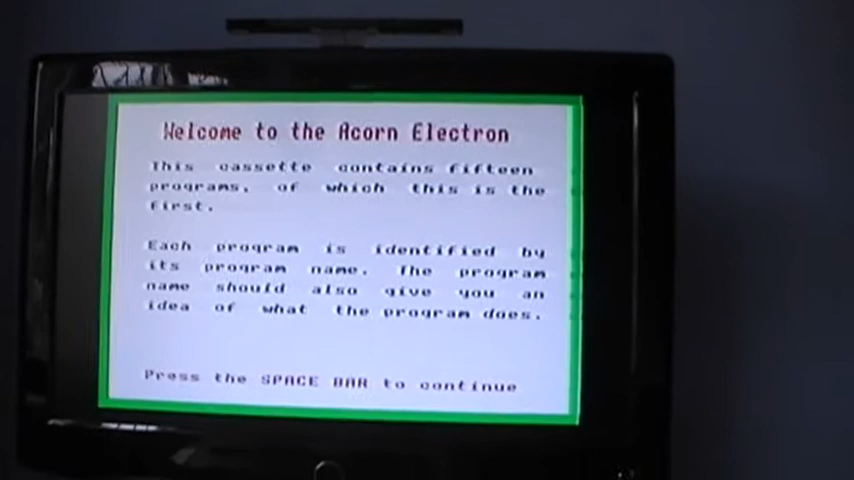 Welcome to the Acorn Electron
This cassette contains fifteen
programs, of which this is the
first.
Each program is identified by
its program name. The program
name should also give you an
idea of what the program does.
Press the SPACE BAR to continue